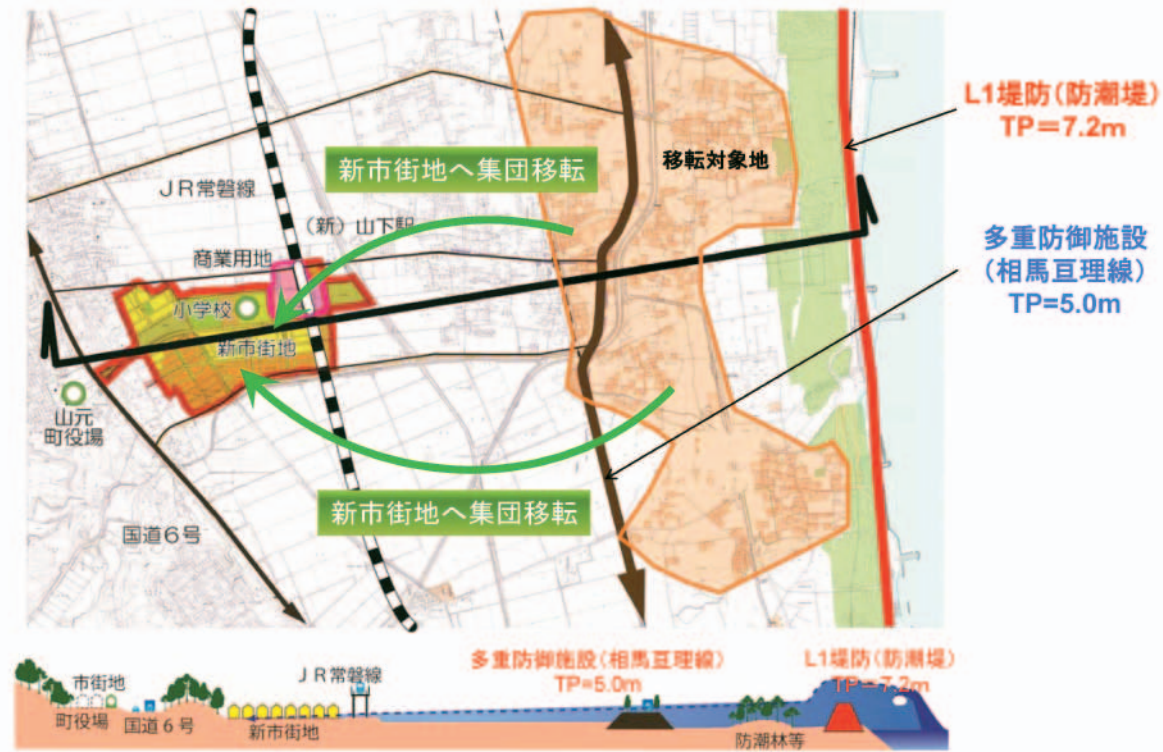 L1堤防(防潮堤)
TP=7.2m
移転対象地
新市街地へ集団移転
JR常磐線
(新)山下駅
多重防御施設
(相馬亘理線)
TP=5.0m
商業用地
小学校
新市街地
山元
町役場
新市街地へ集団移転
国道6号
多重防御施設(相馬亘理線)
TP=5.0m
L1堤防(防潮堤)
TP=7.2m
JR常磐線
市街地
町役場
国道6号
新市街地
防潮林等